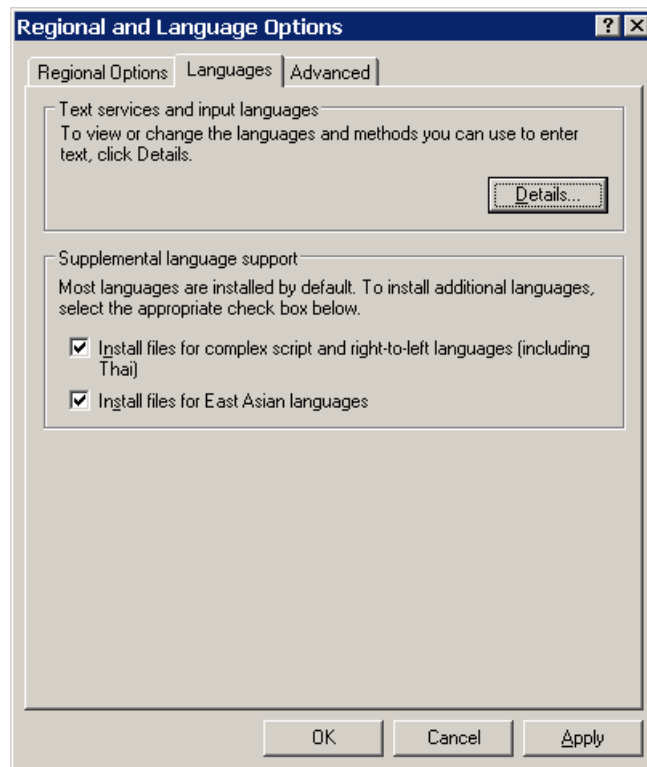 Regional and Language Options
Regional Options Languages Advanced
Text services and input languages
To view or change the languages and methods you can use to enter
text, click Details.
Details...
Supplemental language support
Most languages are installed by default. To install additional languages,
select the appropriate check box below.
Install files for complex script and right-to-left languages (including
Thai)
Install files for East Asian languages
OK Cancel Apply